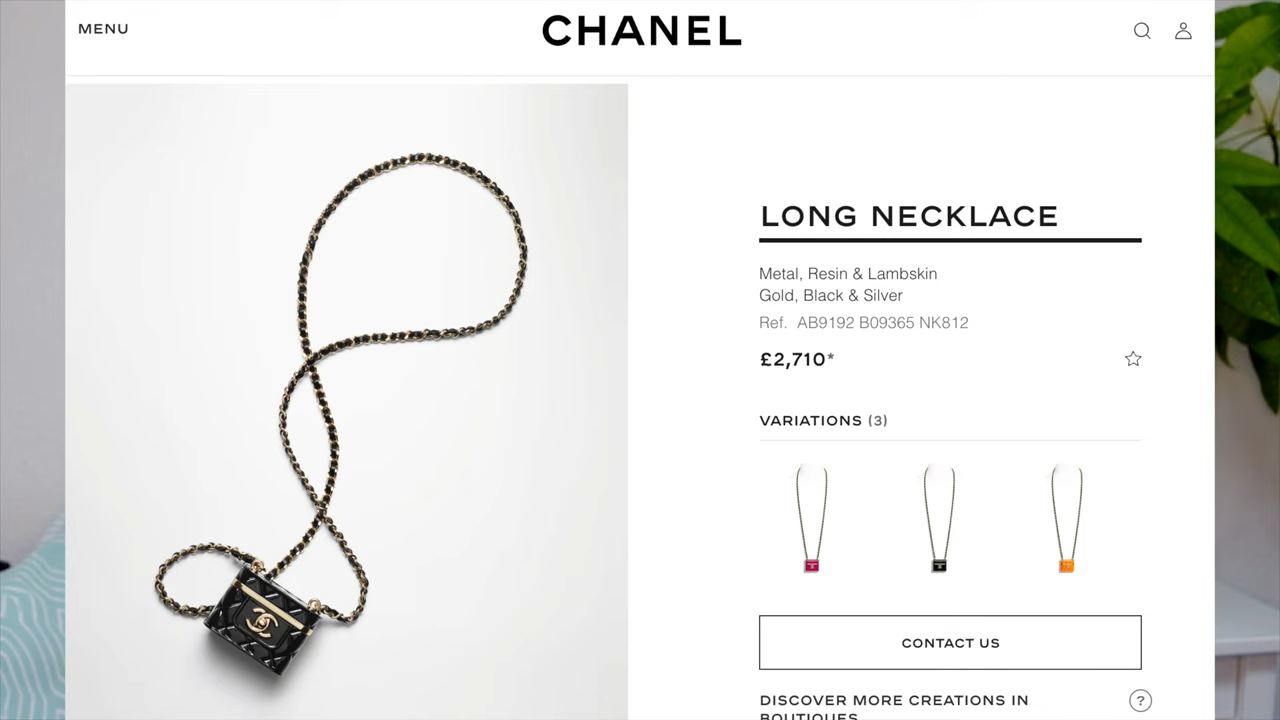 MENU
CHANEL
LONG NECKLACE
Metal, Resin & Lambskin
Gold, Black & Silver
Ref. AB9192 B09365 NK812
£2,710*
VARIATIONS (3)
CONTACT US
DISCOVER MORE CREATIONS IN
BOUTIQUES
?